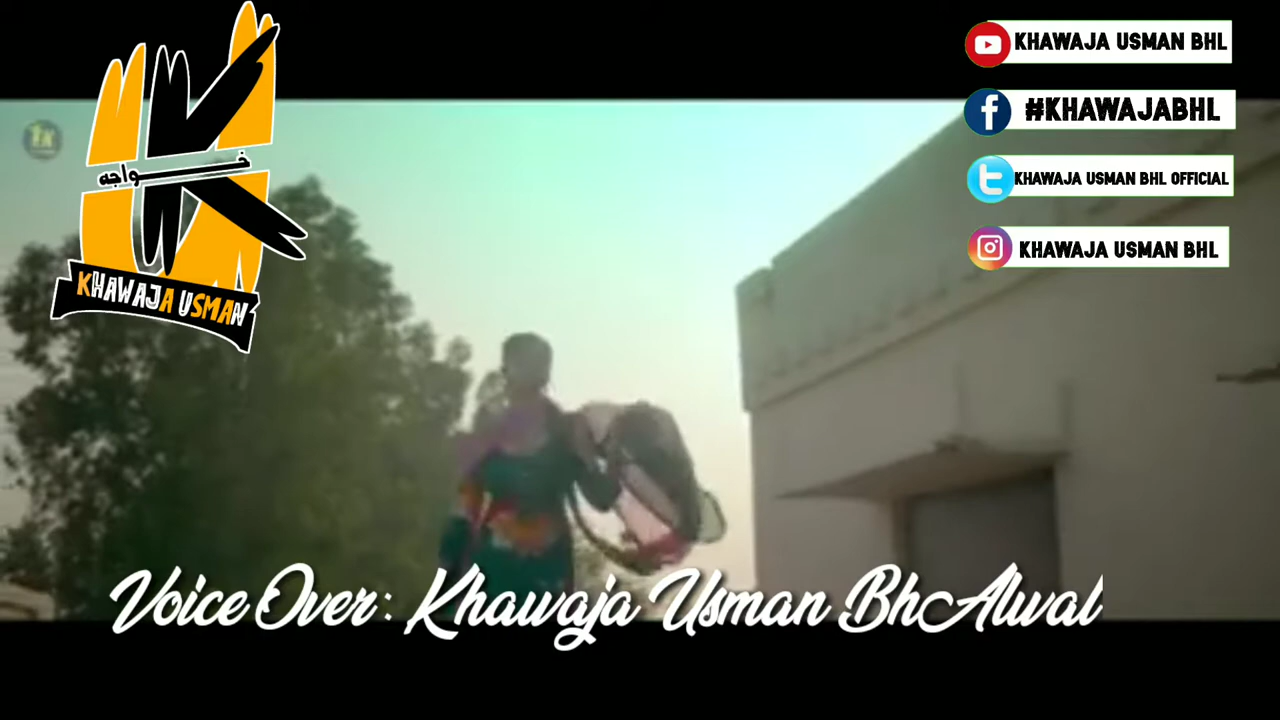 خواجه
KHAWAJA USMAN
KHAWAJA USMAN BHL
#KHAWAJABHL
KHAWAJA USMAN BHL OFFICIAL
KHAWAJA USMAN BHL
Voice Over: Khawaja Usman BhAlwal